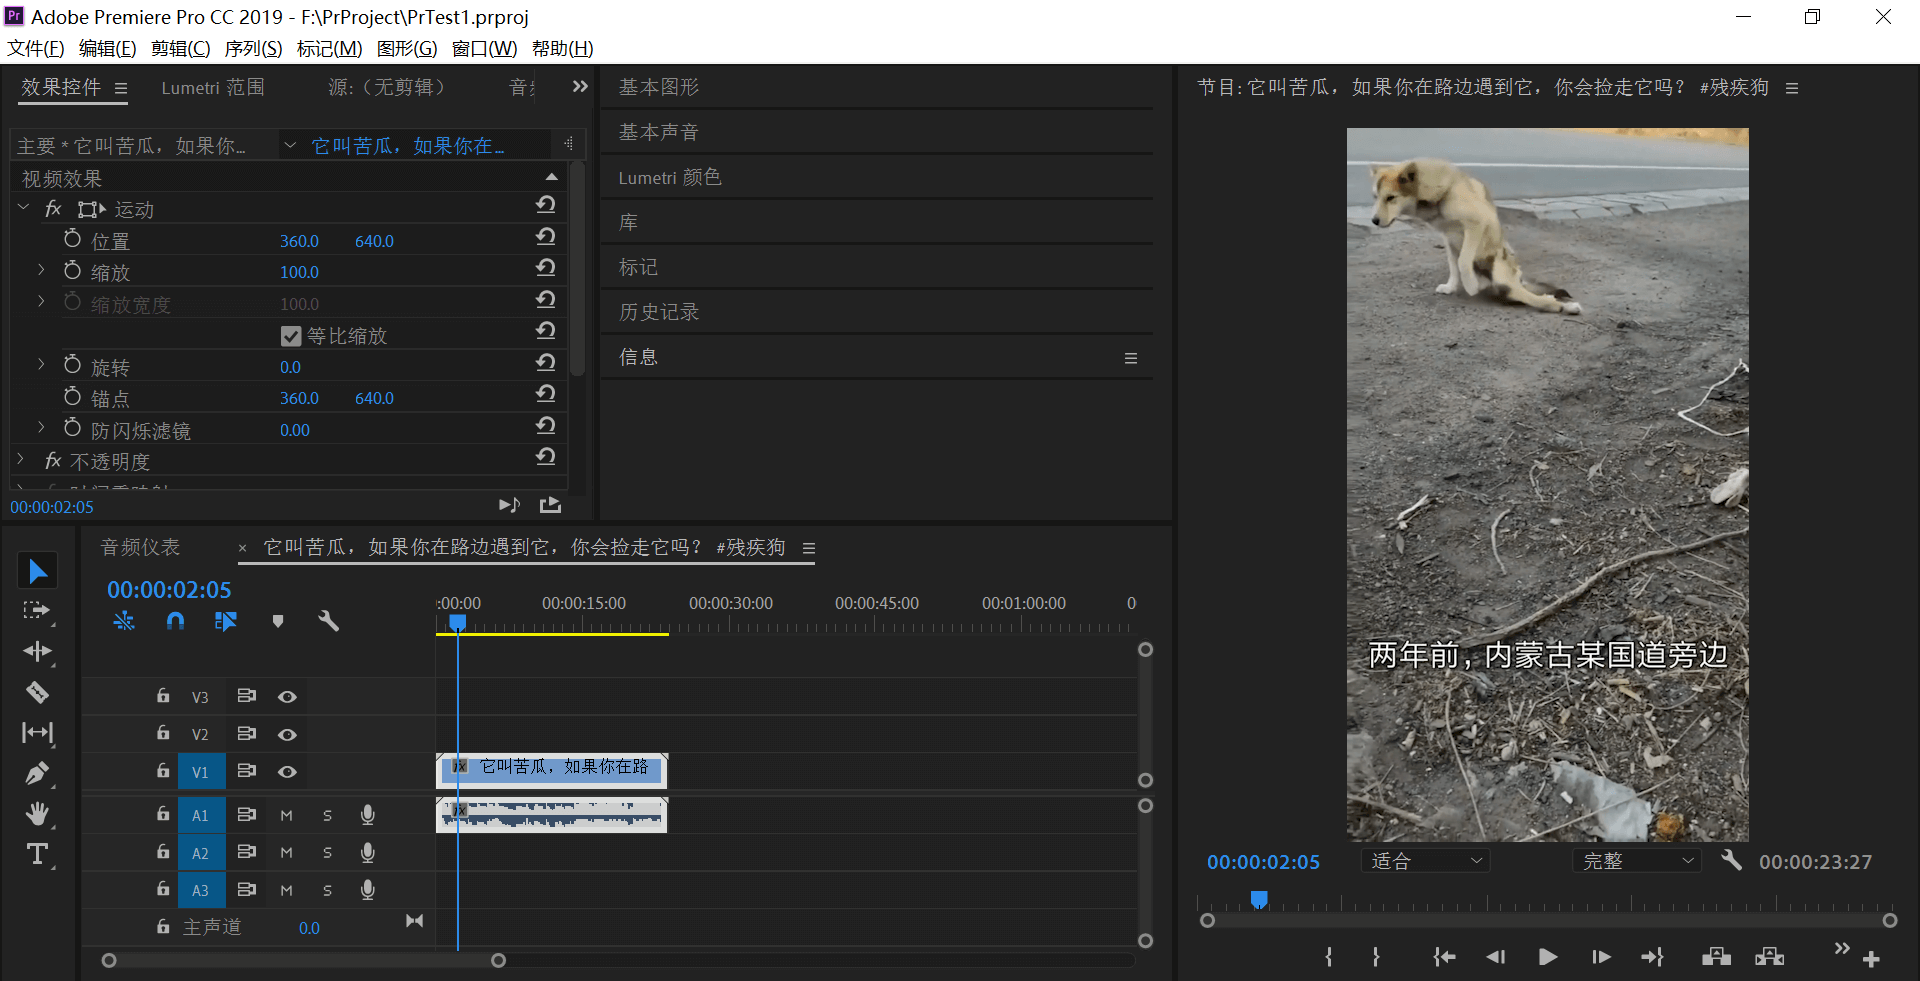 Pr Adobe Premiere Pro CC 2019 - F:\PrProject\PrTest1.prproj
文件(F) 编辑(E) 剪辑(C) 序列(S) 标记(M) 图形(G) 窗口(W) 帮助(H)
效果控件 Lumetri 范围 源:（无剪辑）
主要 * 它叫苦瓜，如果你... 它叫苦瓜，如果你在...
视频效果
fx 运动
位置 360.0 640.0
缩放 100.0
缩放宽度 100.0
等比缩放
旋转 0.0
锚点 360.0 640.0
防闪烁滤镜 0.00
fx 不透明度
00:00:02:05
基本图形
基本声音
Lumetri 颜色
库
标记
历史记录
信息
节目: 它叫苦瓜，如果你在路边遇到它，你会捡走它吗？ #残疾狗
两年前，内蒙古某国道旁边
00:00:02:05 适合 完整 00:00:23:27
音频仪表 × 它叫苦瓜，如果你在路边遇到它，你会捡走它吗？ #残疾狗
00:00:02:05
:00:00 00:00:15:00 00:00:30:00 00:00:45:00 00:01:00:00 0
V3
V2
V1 fx 它叫苦瓜，如果你在路
A1 M S fx
A2 M S
A3 M S
主声道 0.0